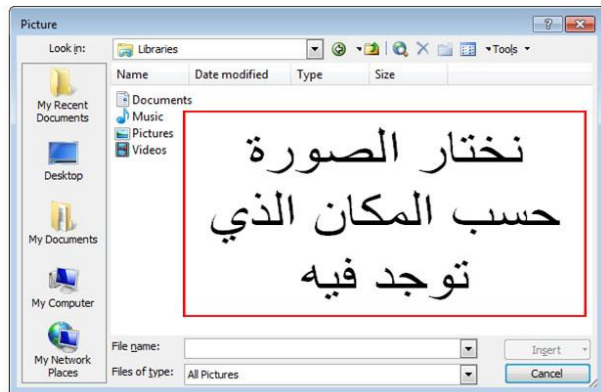 Picture
Look in: Libraries Tools
Name Date modified Type Size
My Recent
Documents
Desktop
My Documents
My Computer
My Network
Places
Documents
Music
Pictures
Videos
نختار الصورة
حسب المكان الذي
توجد فيه
File name: Insert
Files of type: All Pictures Cancel